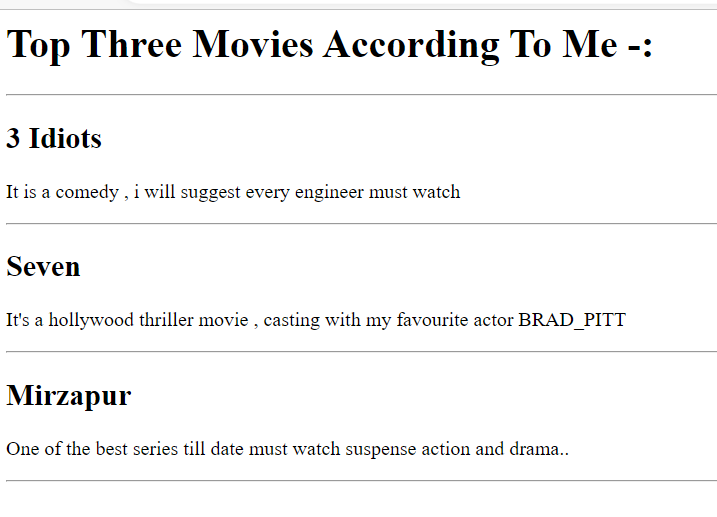 Top Three Movies According To Me -:
3 Idiots
It is a comedy , i will suggest every engineer must watch
Seven
It's a hollywood thriller movie , casting with my favourite actor BRAD_PITT
Mirzapur
One of the best series till date must watch suspense action and drama..